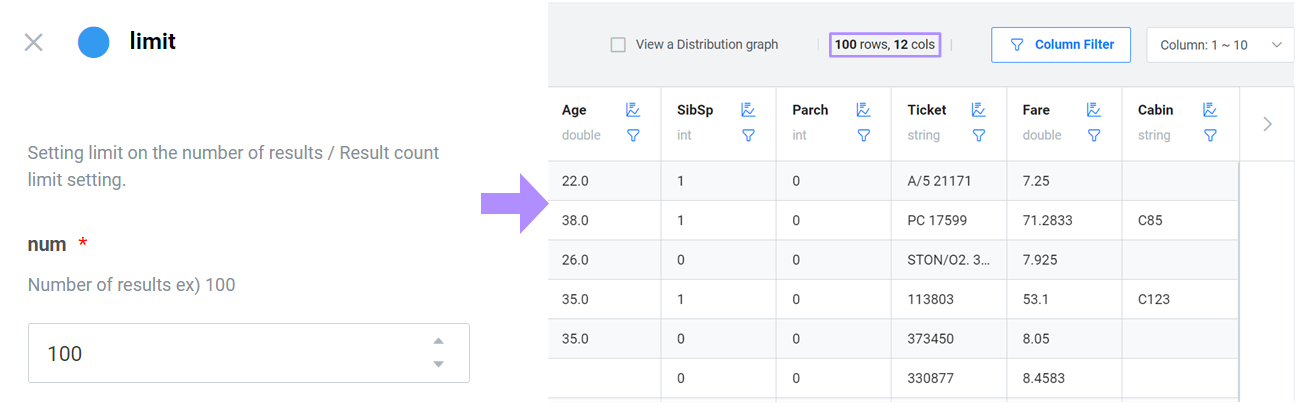 limit
Setting limit on the number of results / Result count
limit setting.
num *
Number of results ex) 100
100
View a Distribution graph
100 rows, 12 cols
Column Filter
Column: 1 ~ 10
Age SibSp Parch Ticket Fare Cabin
double int int string double string
22.0 1 0 A/5 21171 7.25
38.0 1 0 PC 17599 71.2833 C85
26.0 0 0 STON/O2. 3... 7.925
35.0 1 0 113803 53.1 C123
35.0 0 0 373450 8.05
0 0 330877 8.4583